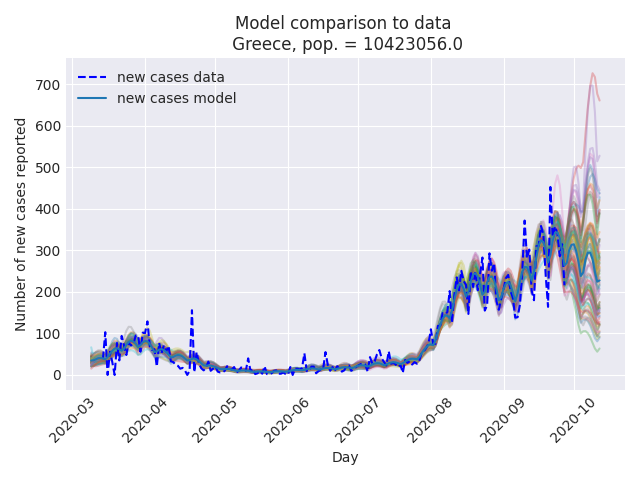 Model comparison to data
Greece, pop. = 10423056.0
new cases data
new cases model
Number of new cases reported
700
600
500
400
300
200
100
0
2020-03
2020-04
2020-05
2020-06
2020-07
2020-08
2020-09
2020-10
Day